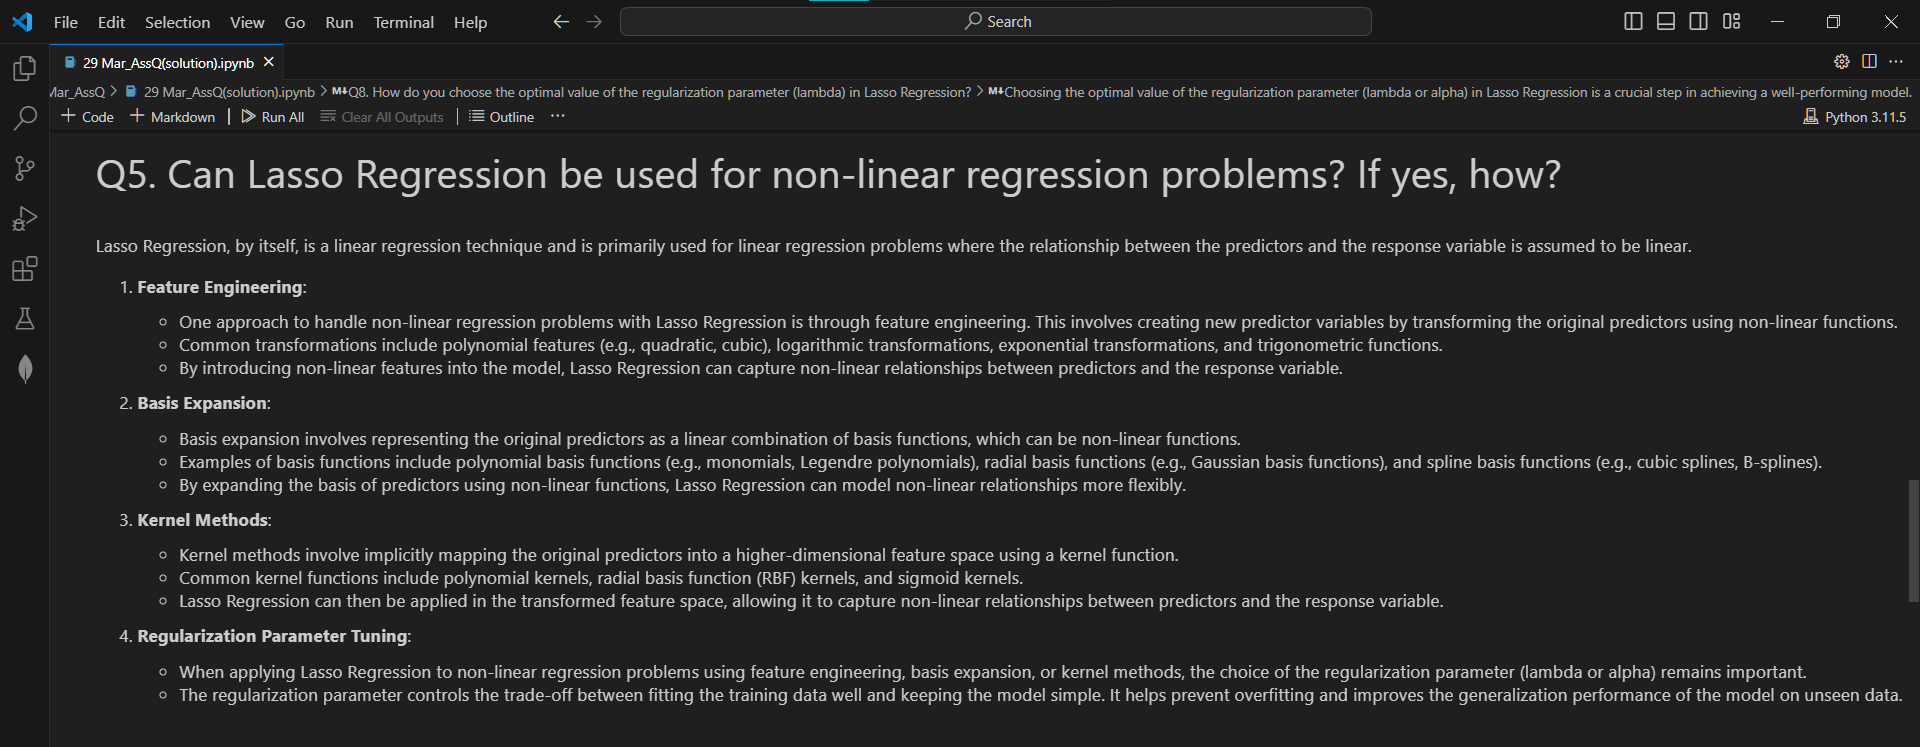 File Edit Selection View Go Run Terminal Help Search
29 Mar_AssQ(solution).ipynb
Mar_AssQ > 29 Mar_AssQ(solution).ipynb > M↓Q8. How do you choose the optimal value of the regularization parameter (lambda) in Lasso Regression? > M↓Choosing the optimal value of the regularization parameter (lambda or alpha) in Lasso Regression is a crucial step in achieving a well-performing model.
+ Code + Markdown | Run All Clear All Outputs | Outline ··· Python 3.11.5
Q5. Can Lasso Regression be used for non-linear regression problems? If yes, how?
Lasso Regression, by itself, is a linear regression technique and is primarily used for linear regression problems where the relationship between the predictors and the response variable is assumed to be linear.
1. Feature Engineering:
○ One approach to handle non-linear regression problems with Lasso Regression is through feature engineering. This involves creating new predictor variables by transforming the original predictors using non-linear functions.
○ Common transformations include polynomial features (e.g., quadratic, cubic), logarithmic transformations, exponential transformations, and trigonometric functions.
○ By introducing non-linear features into the model, Lasso Regression can capture non-linear relationships between predictors and the response variable.
2. Basis Expansion:
○ Basis expansion involves representing the original predictors as a linear combination of basis functions, which can be non-linear functions.
○ Examples of basis functions include polynomial basis functions (e.g., monomials, Legendre polynomials), radial basis functions (e.g., Gaussian basis functions), and spline basis functions (e.g., cubic splines, B-splines).
○ By expanding the basis of predictors using non-linear functions, Lasso Regression can model non-linear relationships more flexibly.
3. Kernel Methods:
○ Kernel methods involve implicitly mapping the original predictors into a higher-dimensional feature space using a kernel function.
○ Common kernel functions include polynomial kernels, radial basis function (RBF) kernels, and sigmoid kernels.
○ Lasso Regression can then be applied in the transformed feature space, allowing it to capture non-linear relationships between predictors and the response variable.
4. Regularization Parameter Tuning:
○ When applying Lasso Regression to non-linear regression problems using feature engineering, basis expansion, or kernel methods, the choice of the regularization parameter (lambda or alpha) remains important.
○ The regularization parameter controls the trade-off between fitting the training data well and keeping the model simple. It helps prevent overfitting and improves the generalization performance of the model on unseen data.